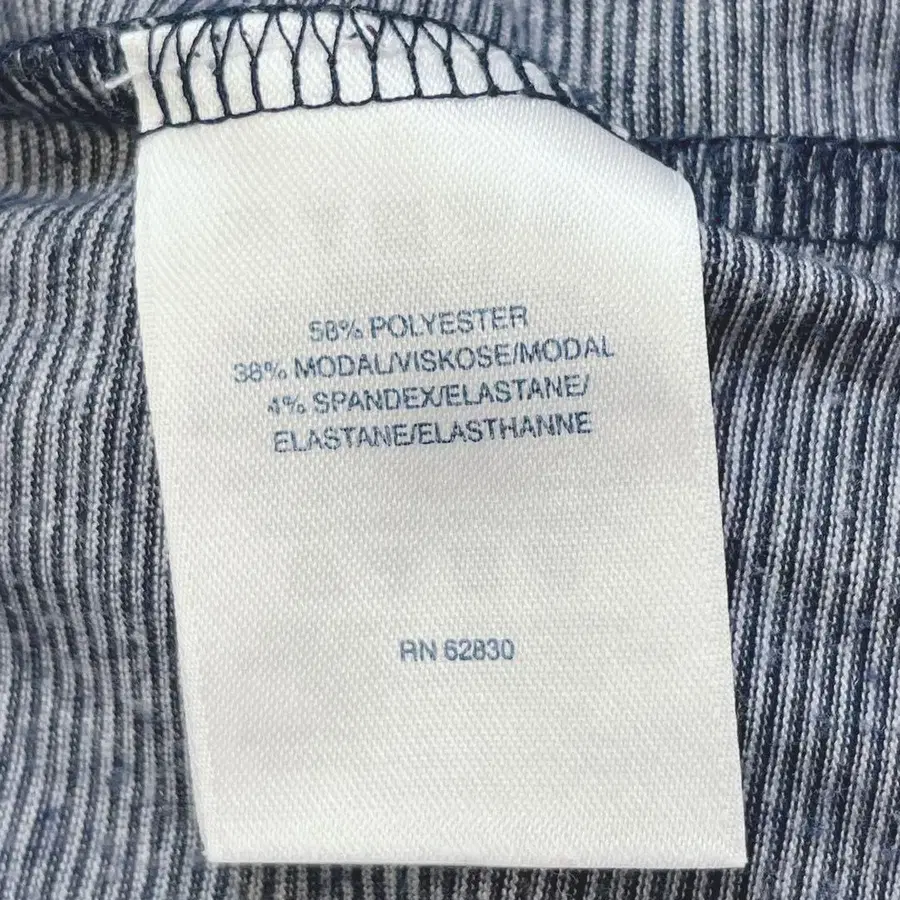 58% POLYESTER
38% MODAL/VISKOSE/MODAL
4% SPANDEX/ELASTANE/
ELASTANE/ELASTHANNE
RN 62830